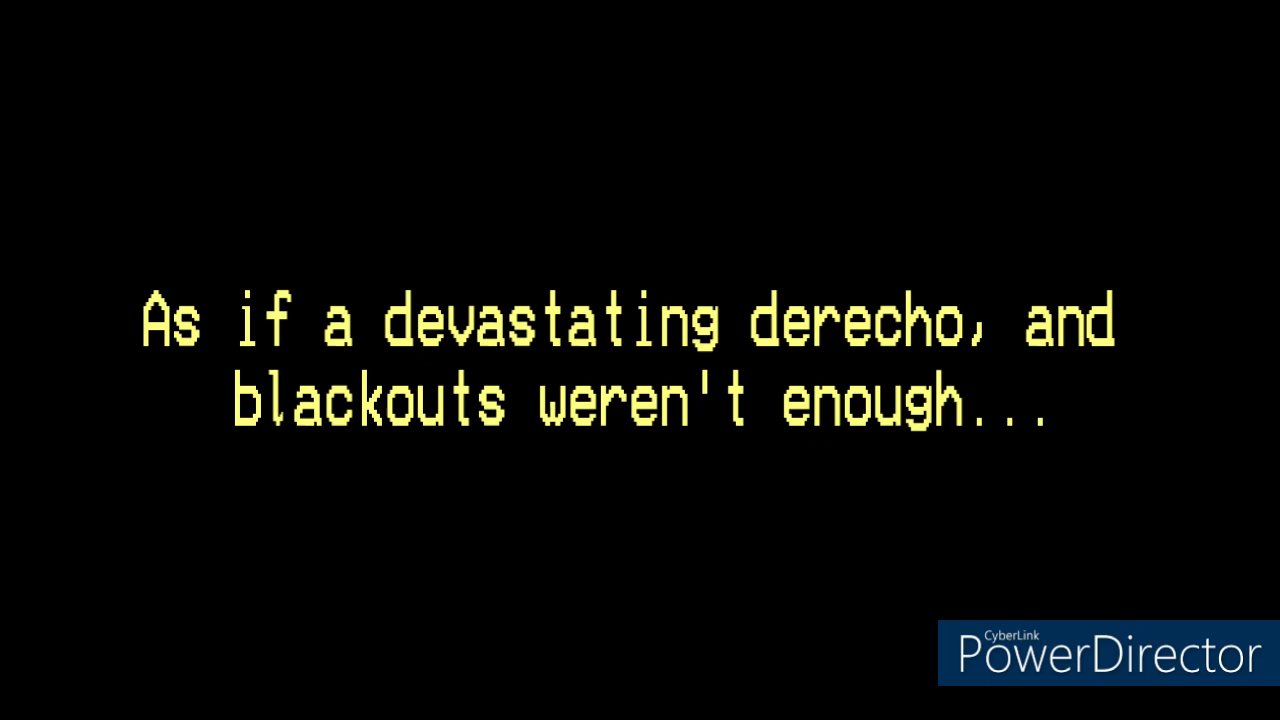 As if a devastating derecho, and
blackouts weren't enough...
CyberLink
PowerDirector